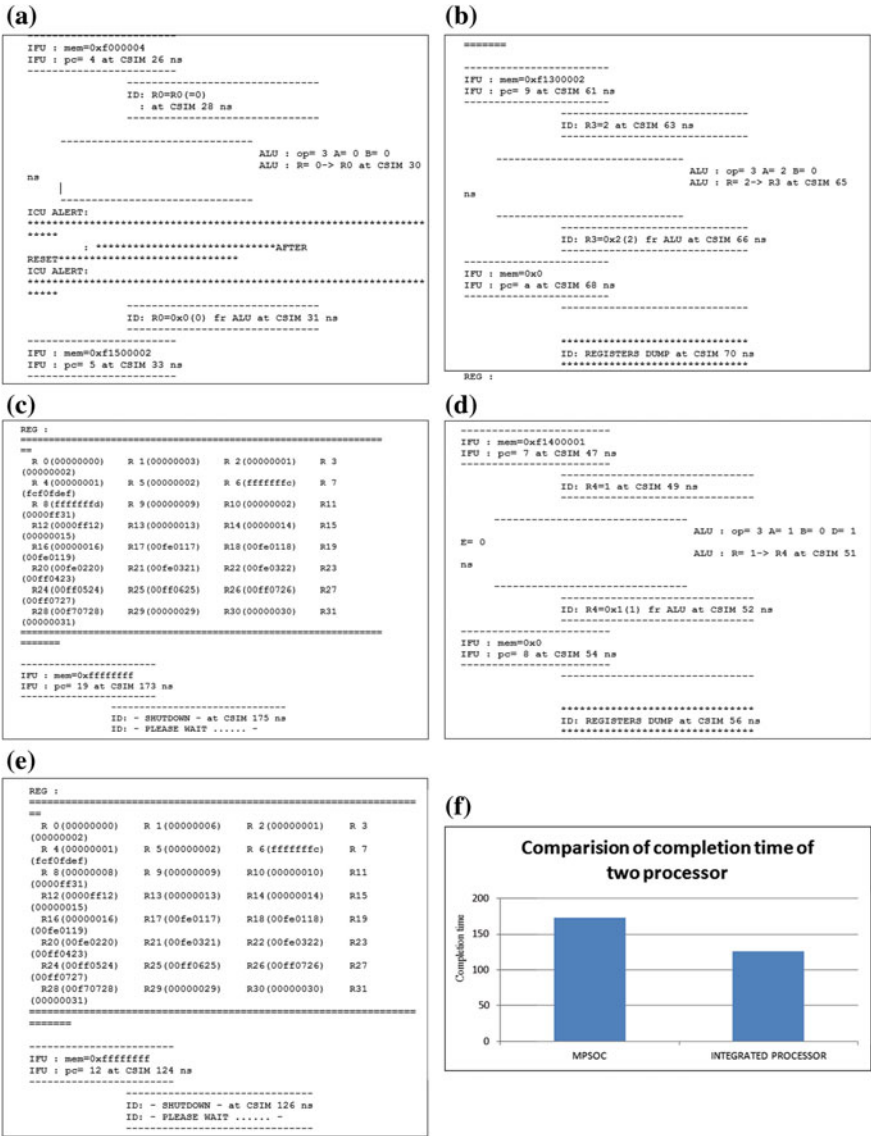 (a)
------------------------
IFU : mem=0xf000004
IFU : pc= 4 at CSIM 26 ns
------------------------
-------------------------------
ID: R0=R0(=0)
: at CSIM 28 ns
-------------------------------
-------------------------------
ALU : op= 3 A= 0 B= 0
ALU : R= 0-> R0 at CSIM 30
ns
|
-------------------------------
ICU ALERT:
****************************************************************
*****
: *****************************AFTER
RESET*****************************
ICU ALERT:
****************************************************************
*****
-------------------------------
ID: R0=0x0(0) fr ALU at CSIM 31 ns
-------------------------------
------------------------
IFU : mem=0xf1500002
IFU : pc= 5 at CSIM 33 ns
------------------------
(b)
=======
------------------------
IFU : mem=0xf1300002
IFU : pc= 9 at CSIM 61 ns
------------------------
-------------------------------
ID: R3=2 at CSIM 63 ns
-------------------------------
-------------------------------
ALU : op= 3 A= 2 B= 0
ALU : R= 2-> R3 at CSIM 65
ns
-------------------------------
-------------------------------
ID: R3=0x2(2) fr ALU at CSIM 66 ns
-------------------------------
------------------------
IFU : mem=0x0
IFU : pc= a at CSIM 68 ns
------------------------
-------------------------------
*******************************
ID: REGISTERS DUMP at CSIM 70 ns
*******************************
REG :
(c)
REG :
================================================================
==
R 0(00000000) R 1(00000003) R 2(00000001) R 3
(00000002)
R 4(00000001) R 5(00000002) R 6(fffffffc) R 7
(fcf0fdef)
R 8(fffffffd) R 9(00000009) R10(00000002) R11
(0000ff31)
R12(0000ff12) R13(00000013) R14(00000014) R15
(00000015)
R16(00000016) R17(00fe0117) R18(00fe0118) R19
(00fe0119)
R20(00fe0220) R21(00fe0321) R22(00fe0322) R23
(00ff0423)
R24(00ff0524) R25(00ff0625) R26(00ff0726) R27
(00ff0727)
R28(00f70728) R29(00000029) R30(00000030) R31
(00000031)
================================================================
=======
------------------------
IFU : mem=0xffffffff
IFU : pc= 19 at CSIM 173 ns
------------------------
-------------------------------
ID: - SHUTDOWN - at CSIM 175 ns
ID: - PLEASE WAIT ...... -
(d)
------------------------
IFU : mem=0xf1400001
IFU : pc= 7 at CSIM 47 ns
------------------------
-------------------------------
ID: R4=1 at CSIM 49 ns
-------------------------------
-------------------------------
ALU : op= 3 A= 1 B= 0 D= 1
E= 0
ALU : R= 1-> R4 at CSIM 51
ns
-------------------------------
-------------------------------
ID: R4=0x1(1) fr ALU at CSIM 52 ns
-------------------------------
------------------------
IFU : mem=0x0
IFU : pc= 8 at CSIM 54 ns
------------------------
-------------------------------
*******************************
ID: REGISTERS DUMP at CSIM 56 ns
*******************************
(e)
REG :
================================================================
==
R 0(00000000) R 1(00000006) R 2(00000001) R 3
(00000002)
R 4(00000001) R 5(00000002) R 6(fffffffc) R 7
(fcf0fdef)
R 8(00000008) R 9(00000009) R10(00000010) R11
(0000ff31)
R12(0000ff12) R13(00000013) R14(00000014) R15
(00000015)
R16(00000016) R17(00fe0117) R18(00fe0118) R19
(00fe0119)
R20(00fe0220) R21(00fe0321) R22(00fe0322) R23
(00ff0423)
R24(00ff0524) R25(00ff0625) R26(00ff0726) R27
(00ff0727)
R28(00f70728) R29(00000029) R30(00000030) R31
(00000031)
================================================================
=======
------------------------
IFU : mem=0xffffffff
IFU : pc= 12 at CSIM 124 ns
------------------------
-------------------------------
ID: - SHUTDOWN - at CSIM 126 ns
ID: - PLEASE WAIT ...... -
-------------------------------
(f)
Comparision of completion time of
two processor
Completion time
200
150
100
50
0
MPSOC
INTEGRATED PROCESSOR